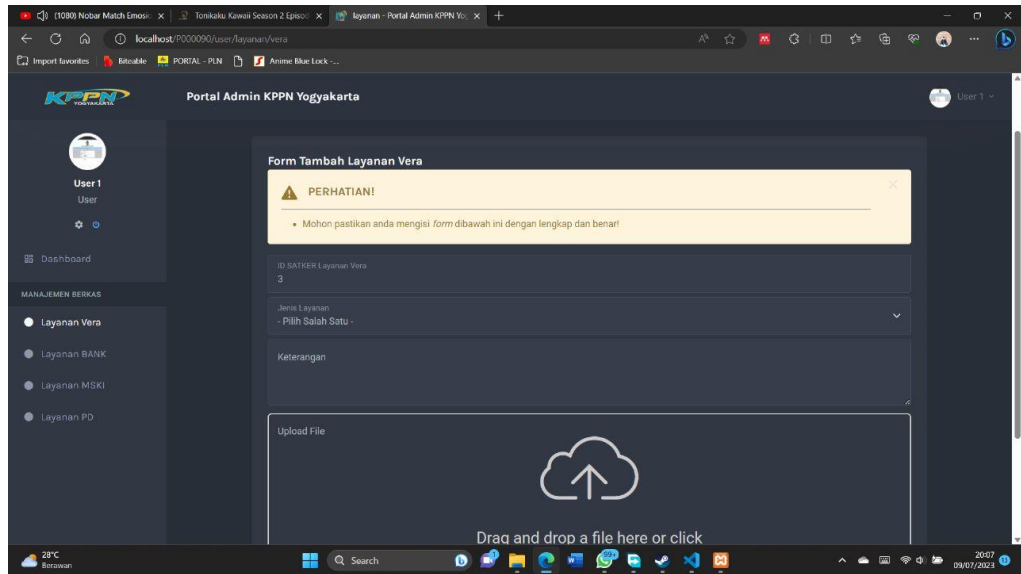 (1080) Nobar Match Emosio
Tonikaku Kawaii Season 2 Episod
layanan - Portal Admin KPPN Yog
localhost/P000090/user/layanan/vera
Import favorites
Biteable
PORTAL - PLN
Anime Blue Lock -...
KPPN
YOGYAKARTA
Portal Admin KPPN Yogyakarta
User 1
User 1
User
Dashboard
MANAJEMEN BERKAS
Layanan Vera
Layanan BANK
Layanan MSKI
Layanan PD
Form Tambah Layanan Vera
PERHATIAN!
Mohon pastikan anda mengisi form dibawah ini dengan lengkap dan benar!
ID SATKER Layanan Vera
3
Jenis Layanan
- Pilih Salah Satu -
Keterangan
Upload File
Drag and drop a file here or click
28°C
Berawan
Search
99+
20:07
09/07/2023